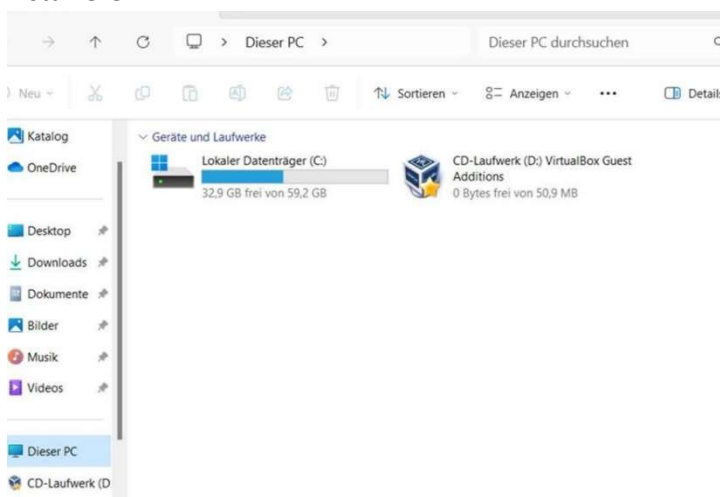 Dieser PC
Dieser PC durchsuchen
Neu
Sortieren
Anzeigen
Details
Katalog
OneDrive
Desktop
Downloads
Dokumente
Bilder
Musik
Videos
Dieser PC
CD-Laufwerk (D
Geräte und Laufwerke
Lokaler Datenträger (C:)
32,9 GB frei von 59,2 GB
CD-Laufwerk (D:) VirtualBox Guest
Additions
0 Bytes frei von 50,9 MB